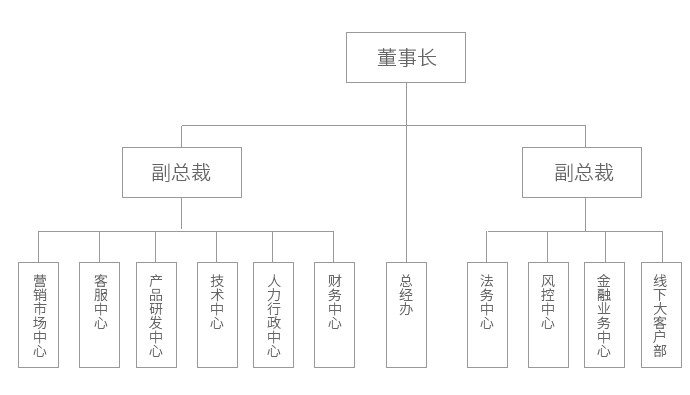 董事长
副总裁
副总裁
营销市场中心
客服中心
产品研发中心
技术中心
人力行政中心
财务中心
总经办
法务中心
风控中心
金融业务中心
线下大客户部